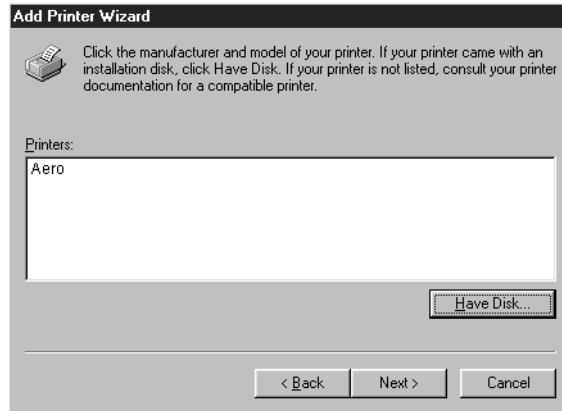 Add Printer Wizard
Click the manufacturer and model of your printer. If your printer came with an
installation disk, click Have Disk. If your printer is not listed, consult your printer
documentation for a compatible printer.
Printers:
Aero
Have Disk...
< Back
Next >
Cancel